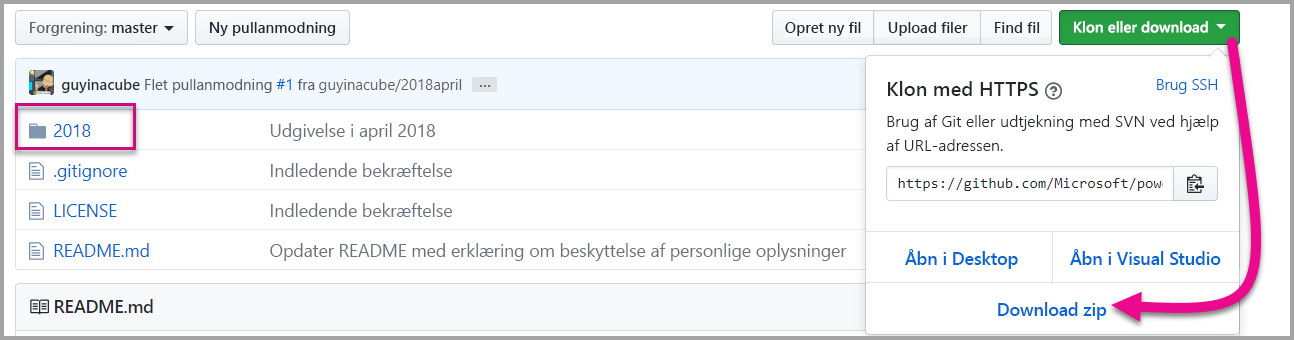 Forgrening: master
Ny pullanmodning
Opret ny fil
Upload filer
Find fil
Klon eller download
guyinacube Flet pullanmodning #1 fra guyinacube/2018april ...
2018 Udgivelse i april 2018
.gitignore Indledende bekræftelse
LICENSE Indledende bekræftelse
README.md Opdater README med erklæring om beskyttelse af personlige oplysninger
README.md
Klon med HTTPS ?
Brug SSH
Brug af Git eller udtjekning med SVN ved hjælp
af URL-adressen.
https://github.com/Microsoft/pow
Åbn i Desktop
Åbn i Visual Studio
Download zip